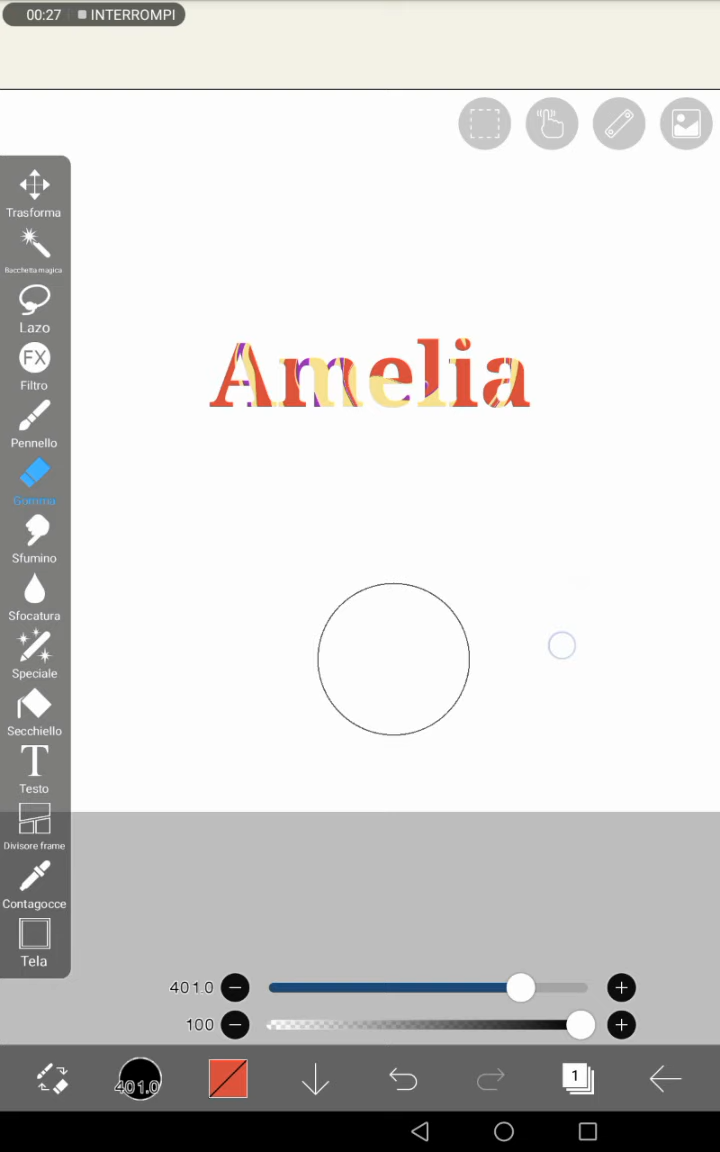 00:27 INTERROMPI
Trasforma
Bacchetta magica
Lazo
FX
Filtro
Pennello
Gomma
Sfumino
Sfocatura
Speciale
Secchiello
T
Testo
Divisore frame
Contagocce
Tela
Amelia
401.0
100
401.0
1